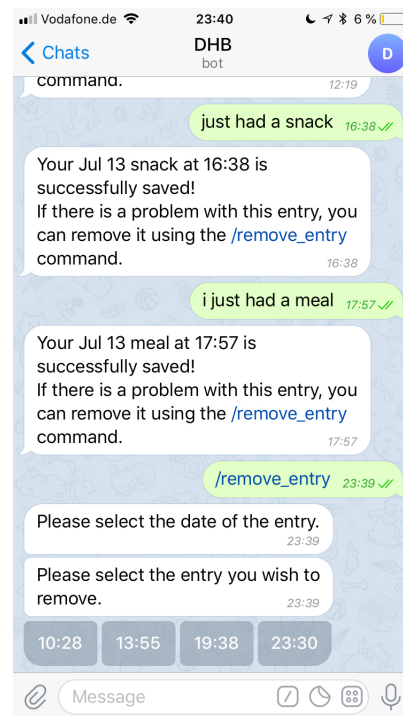 Vodafone.de 23:40 6 %
Chats DHB D
bot
command. 12:19
just had a snack 16:38
Your Jul 13 snack at 16:38 is
successfully saved!
If there is a problem with this entry, you
can remove it using the /remove_entry
command. 16:38
i just had a meal 17:57
Your Jul 13 meal at 17:57 is
successfully saved!
If there is a problem with this entry, you
can remove it using the /remove_entry
command. 17:57
/remove_entry 23:39
Please select the date of the entry.
23:39
Please select the entry you wish to
remove. 23:39
10:28 13:55 19:38 23:30
Message